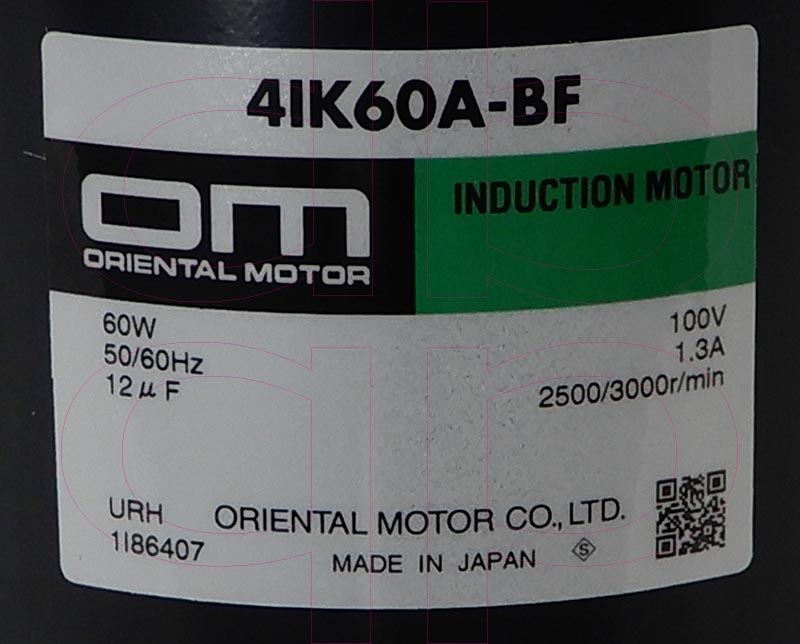 4IK60A-BF
OM
ORIENTAL MOTOR
INDUCTION MOTOR
60W
50/60Hz
12μF
100V
1.3A
2500/3000r/min
URH
1I86407
ORIENTAL MOTOR CO., LTD.
MADE IN JAPAN
S